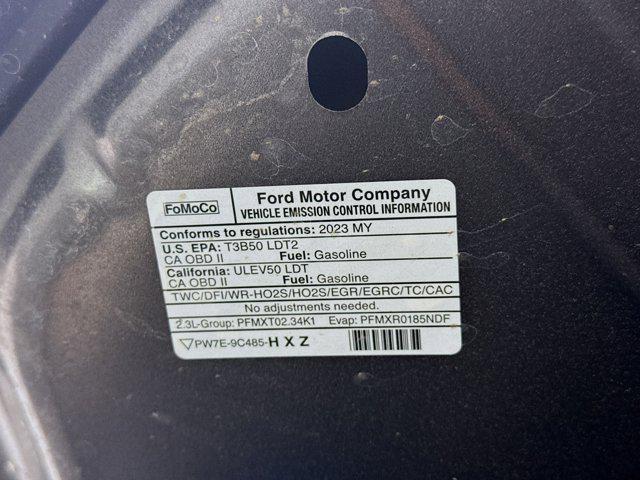 FoMoCo
Ford Motor Company
VEHICLE EMISSION CONTROL INFORMATION
Conforms to regulations: 2023 MY
U.S. EPA: T3B50 LDT2
CA OBD II Fuel: Gasoline
California: ULEV50 LDT
CA OBD II Fuel: Gasoline
TWC/DFI/WR-HO2S/HO2S/EGR/EGRC/TC/CAC
No adjustments needed.
2.3L-Group: PFMXT02.34K1 Evap: PFMXR0185NDF
PW7E-9C485-HXZ